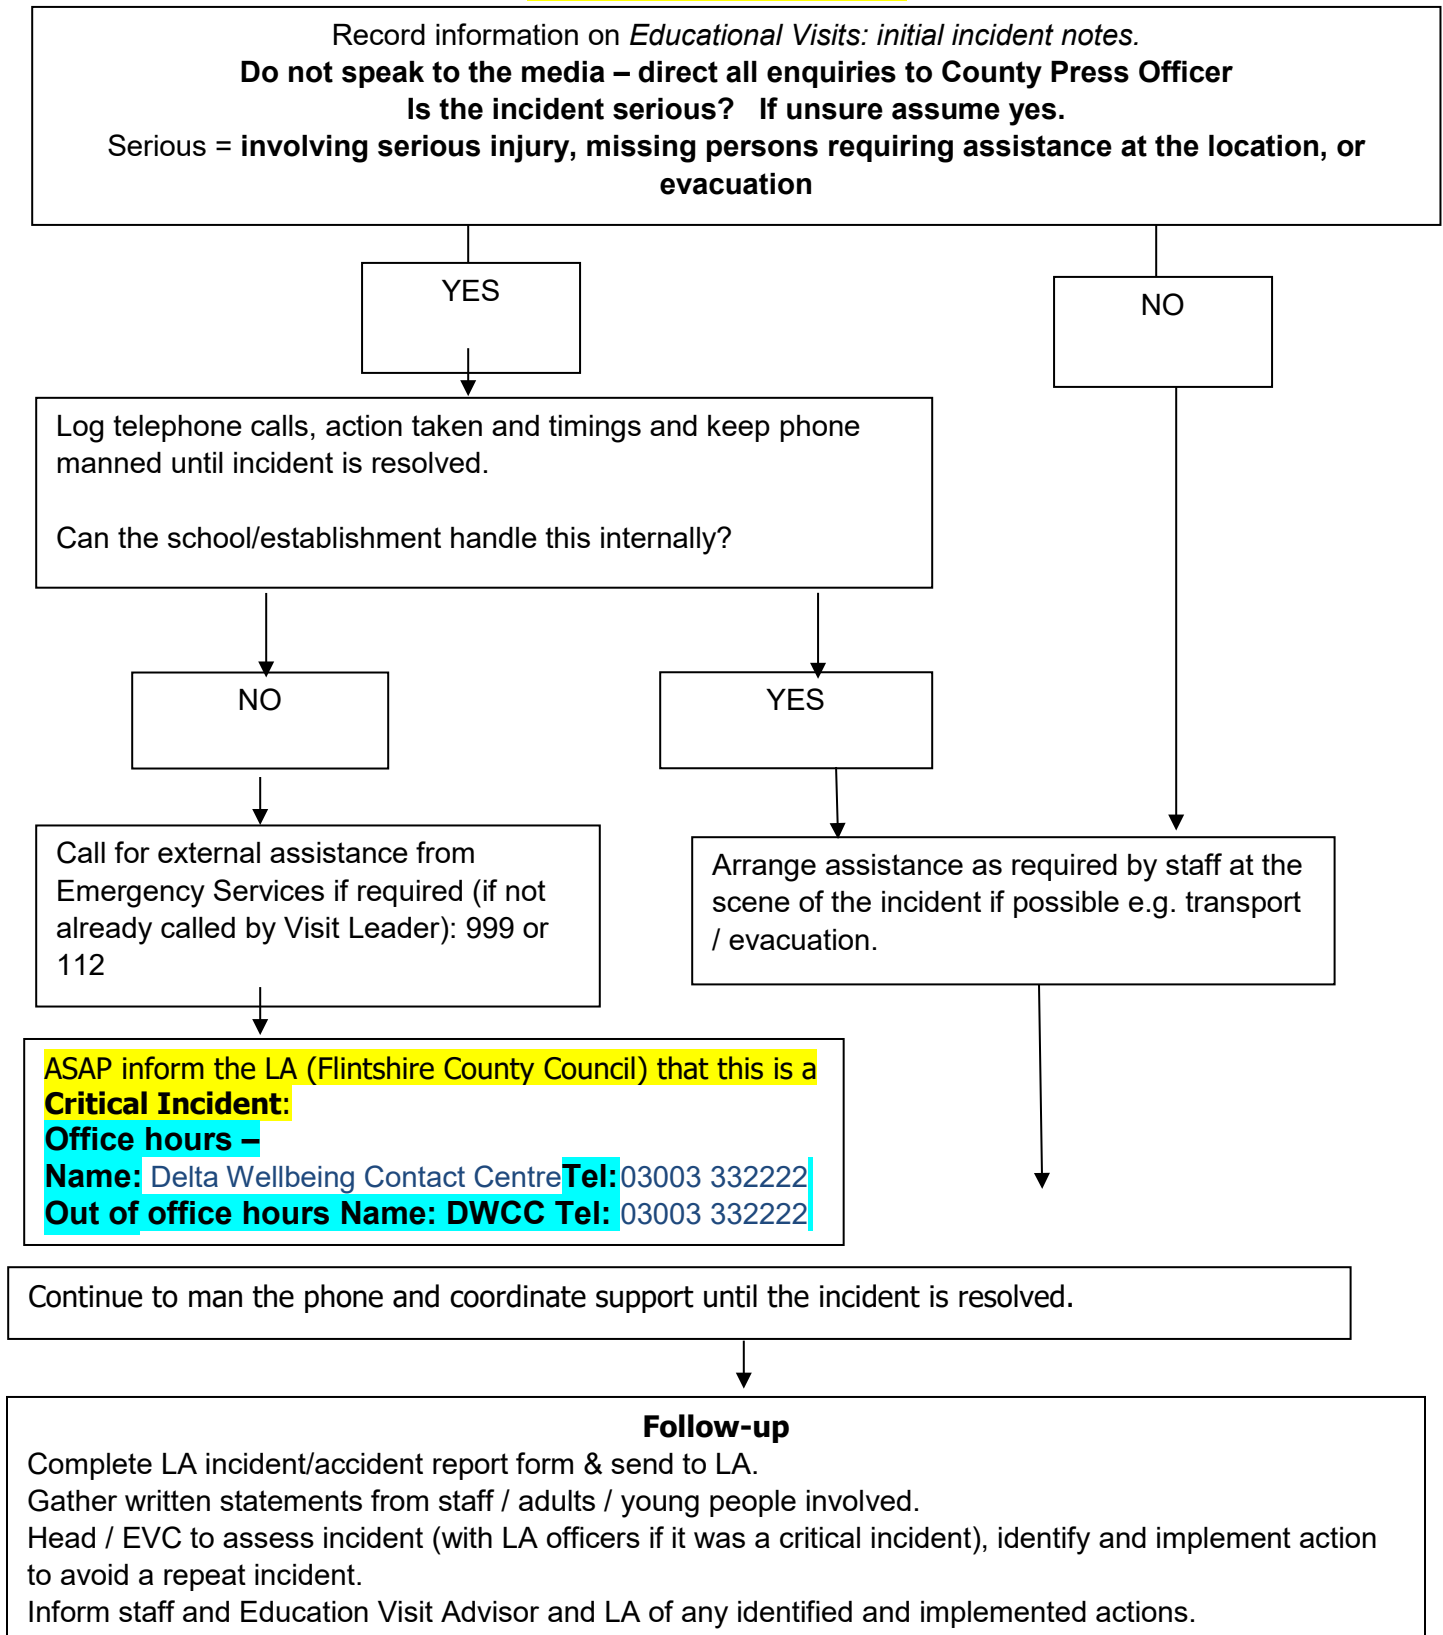 Record information on Educational Visits: initial incident notes.
Do not speak to the media – direct all enquiries to County Press Officer
Is the incident serious? If unsure assume yes.
Serious = involving serious injury, missing persons requiring assistance at the location, or
evacuation
YES
NO
Log telephone calls, action taken and timings and keep phone
manned until incident is resolved.
Can the school/establishment handle this internally?
NO
YES
Call for external assistance from
Emergency Services if required (if not
already called by Visit Leader): 999 or
112
Arrange assistance as required by staff at the
scene of the incident if possible e.g. transport
/ evacuation.
ASAP inform the LA (Flintshire County Council) that this is a
Critical Incident:
Office hours –
Name: Delta Wellbeing Contact CentreTel:03003 332222
Out of office hours Name: DWCC Tel: 03003 332222
Continue to man the phone and coordinate support until the incident is resolved.
Follow-up
Complete LA incident/accident report form & send to LA.
Gather written statements from staff / adults / young people involved.
Head / EVC to assess incident (with LA officers if it was a critical incident), identify and implement action
to avoid a repeat incident.
Inform staff and Education Visit Advisor and LA of any identified and implemented actions.